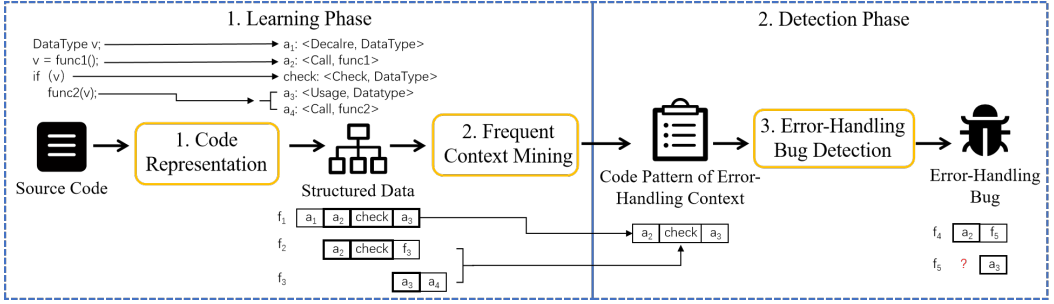 1. Learning Phase
2. Detection Phase
DataType v;
a1: <Decalre, DataType>
v = func1();
a2: <Call, func1>
if (v)
check: <Check, DataType>
func2(v);
a3: <Usage, Datatype>
a4: <Call, func2>
1. Code
Representation
2. Frequent
Context Mining
3. Error-Handling
Bug Detection
Source Code
Structured Data
Code Pattern of Error-
Handling Context
Error-Handling
Bug
f1 a1 a2 check a3
a2 check a3
f4 a2 f5
f2 a2 check f3
f5 ? a3
f3 a3 a4